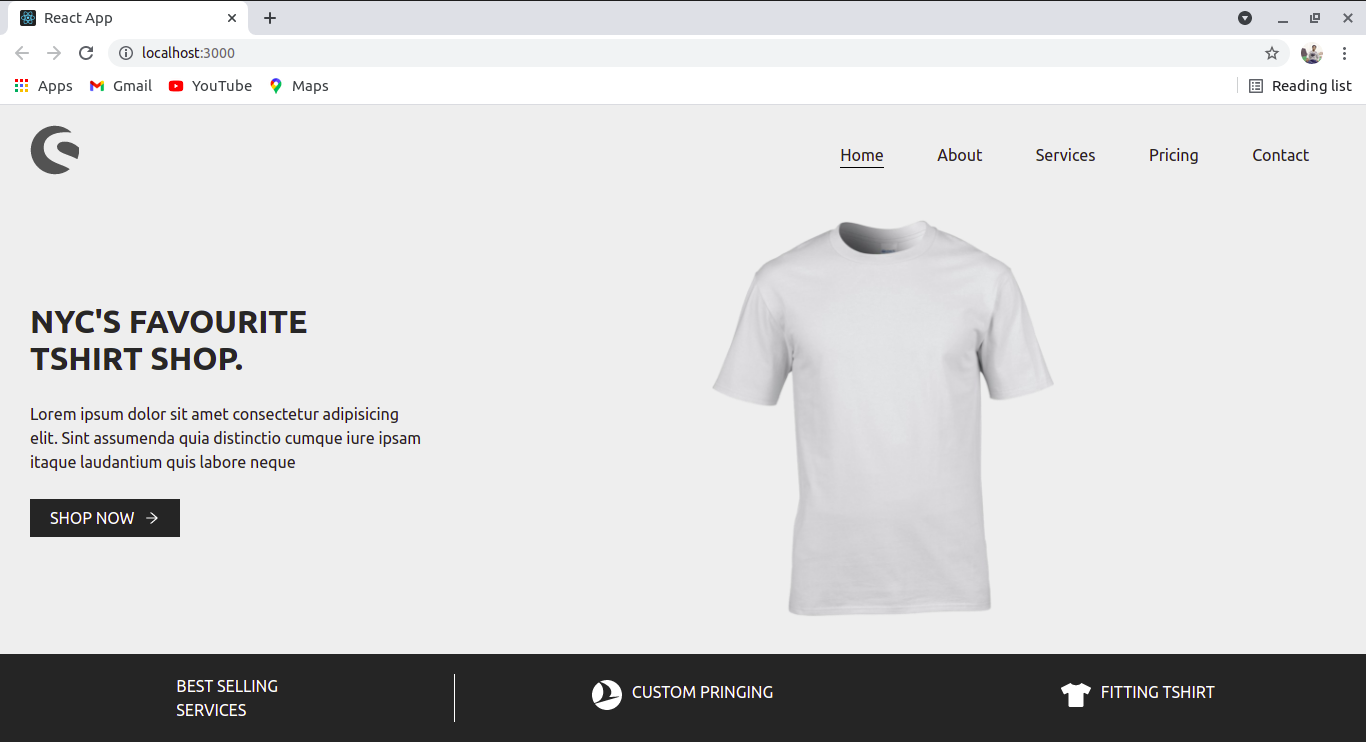 React App
localhost:3000
Apps Gmail YouTube Maps Reading list
Home About Services Pricing Contact
NYC'S FAVOURITE
TSHIRT SHOP.
Lorem ipsum dolor sit amet consectetur adipisicing
elit. Sint assumenda quia distinctio cumque iure ipsam
itaque laudantium quis labore neque
SHOP NOW
BEST SELLING
SERVICES
CUSTOM PRINGING
FITTING TSHIRT